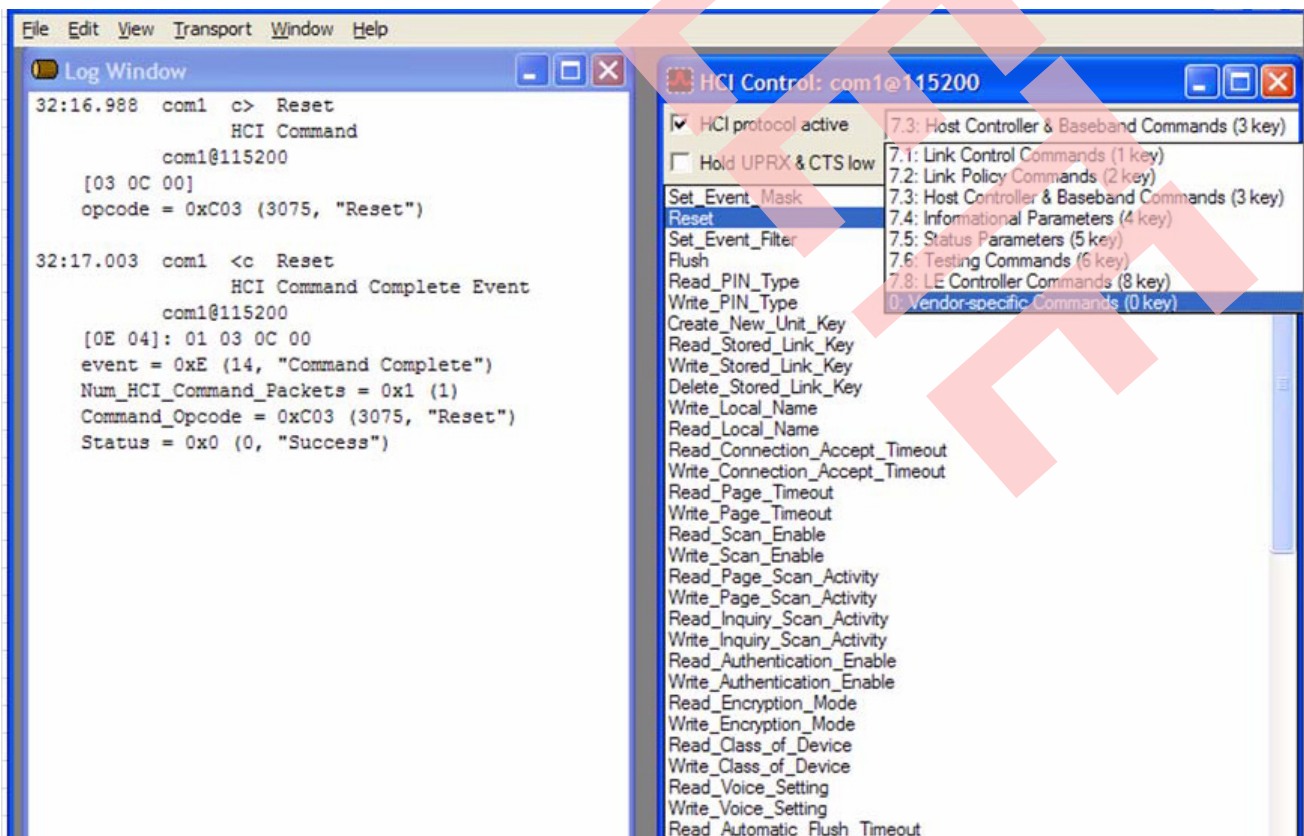 File Edit View Transport Window Help
Log Window
32:16.988 com1 c> Reset
HCI Command
com1@115200
[03 0C 00]
opcode = 0xC03 (3075, "Reset")
32:17.003 com1 <c Reset
HCI Command Complete Event
com1@115200
[0E 04]: 01 03 0C 00
event = 0xE (14, "Command Complete")
Num_HCI_Command_Packets = 0x1 (1)
Command_Opcode = 0xC03 (3075, "Reset")
Status = 0x0 (0, "Success")
HCI Control: com1@115200
HCI protocol active
7.3: Host Controller & Baseband Commands (3 key)
Hold UPRX & CTS low
7.1: Link Control Commands (1 key)
7.2: Link Policy Commands (2 key)
7.3: Host Controller & Baseband Commands (3 key)
7.4: Informational Parameters (4 key)
7.5: Status Parameters (5 key)
7.6: Testing Commands (6 key)
7.8: LE Controller Commands (8 key)
0: Vendor-specific Commands (0 key)
Set_Event_Mask
Reset
Set_Event_Filter
Flush
Read_PIN_Type
Write_PIN_Type
Create_New_Unit_Key
Read_Stored_Link_Key
Write_Stored_Link_Key
Delete_Stored_Link_Key
Write_Local_Name
Read_Local_Name
Read_Connection_Accept_Timeout
Write_Connection_Accept_Timeout
Read_Page_Timeout
Write_Page_Timeout
Read_Scan_Enable
Write_Scan_Enable
Read_Page_Scan_Activity
Write_Page_Scan_Activity
Read_Inquiry_Scan_Activity
Write_Inquiry_Scan_Activity
Read_Authentication_Enable
Write_Authentication_Enable
Read_Encryption_Mode
Write_Encryption_Mode
Read_Class_of_Device
Write_Class_of_Device
Read_Voice_Setting
Write_Voice_Setting
Read_Automatic_Flush_Timeout